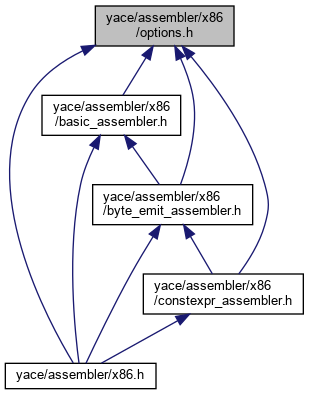 yace/assembler/x86
/options.h
yace/assembler/x86
/basic_assembler.h
yace/assembler/x86
/byte_emit_assembler.h
yace/assembler/x86
/constexpr_assembler.h
yace/assembler/x86.h